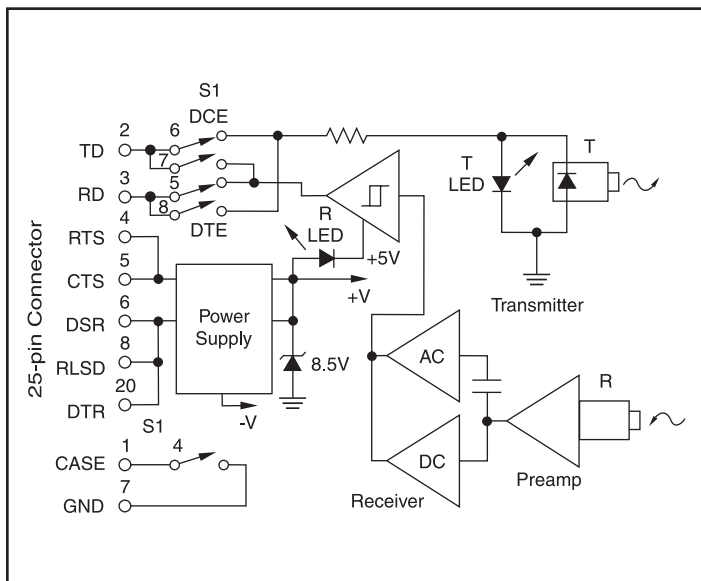 S1
DCE
2
TD
6
7
3
RD
5
8
DTE
4
RTS
5
CTS
6
DSR
8
RLSD
20
DTR
25-pin Connector
R
LED
+5V
+V
Power
Supply
8.5V
-V
T
LED
T
Transmitter
AC
DC
Receiver
R
Preamp
S1
1
CASE
4
7
GND